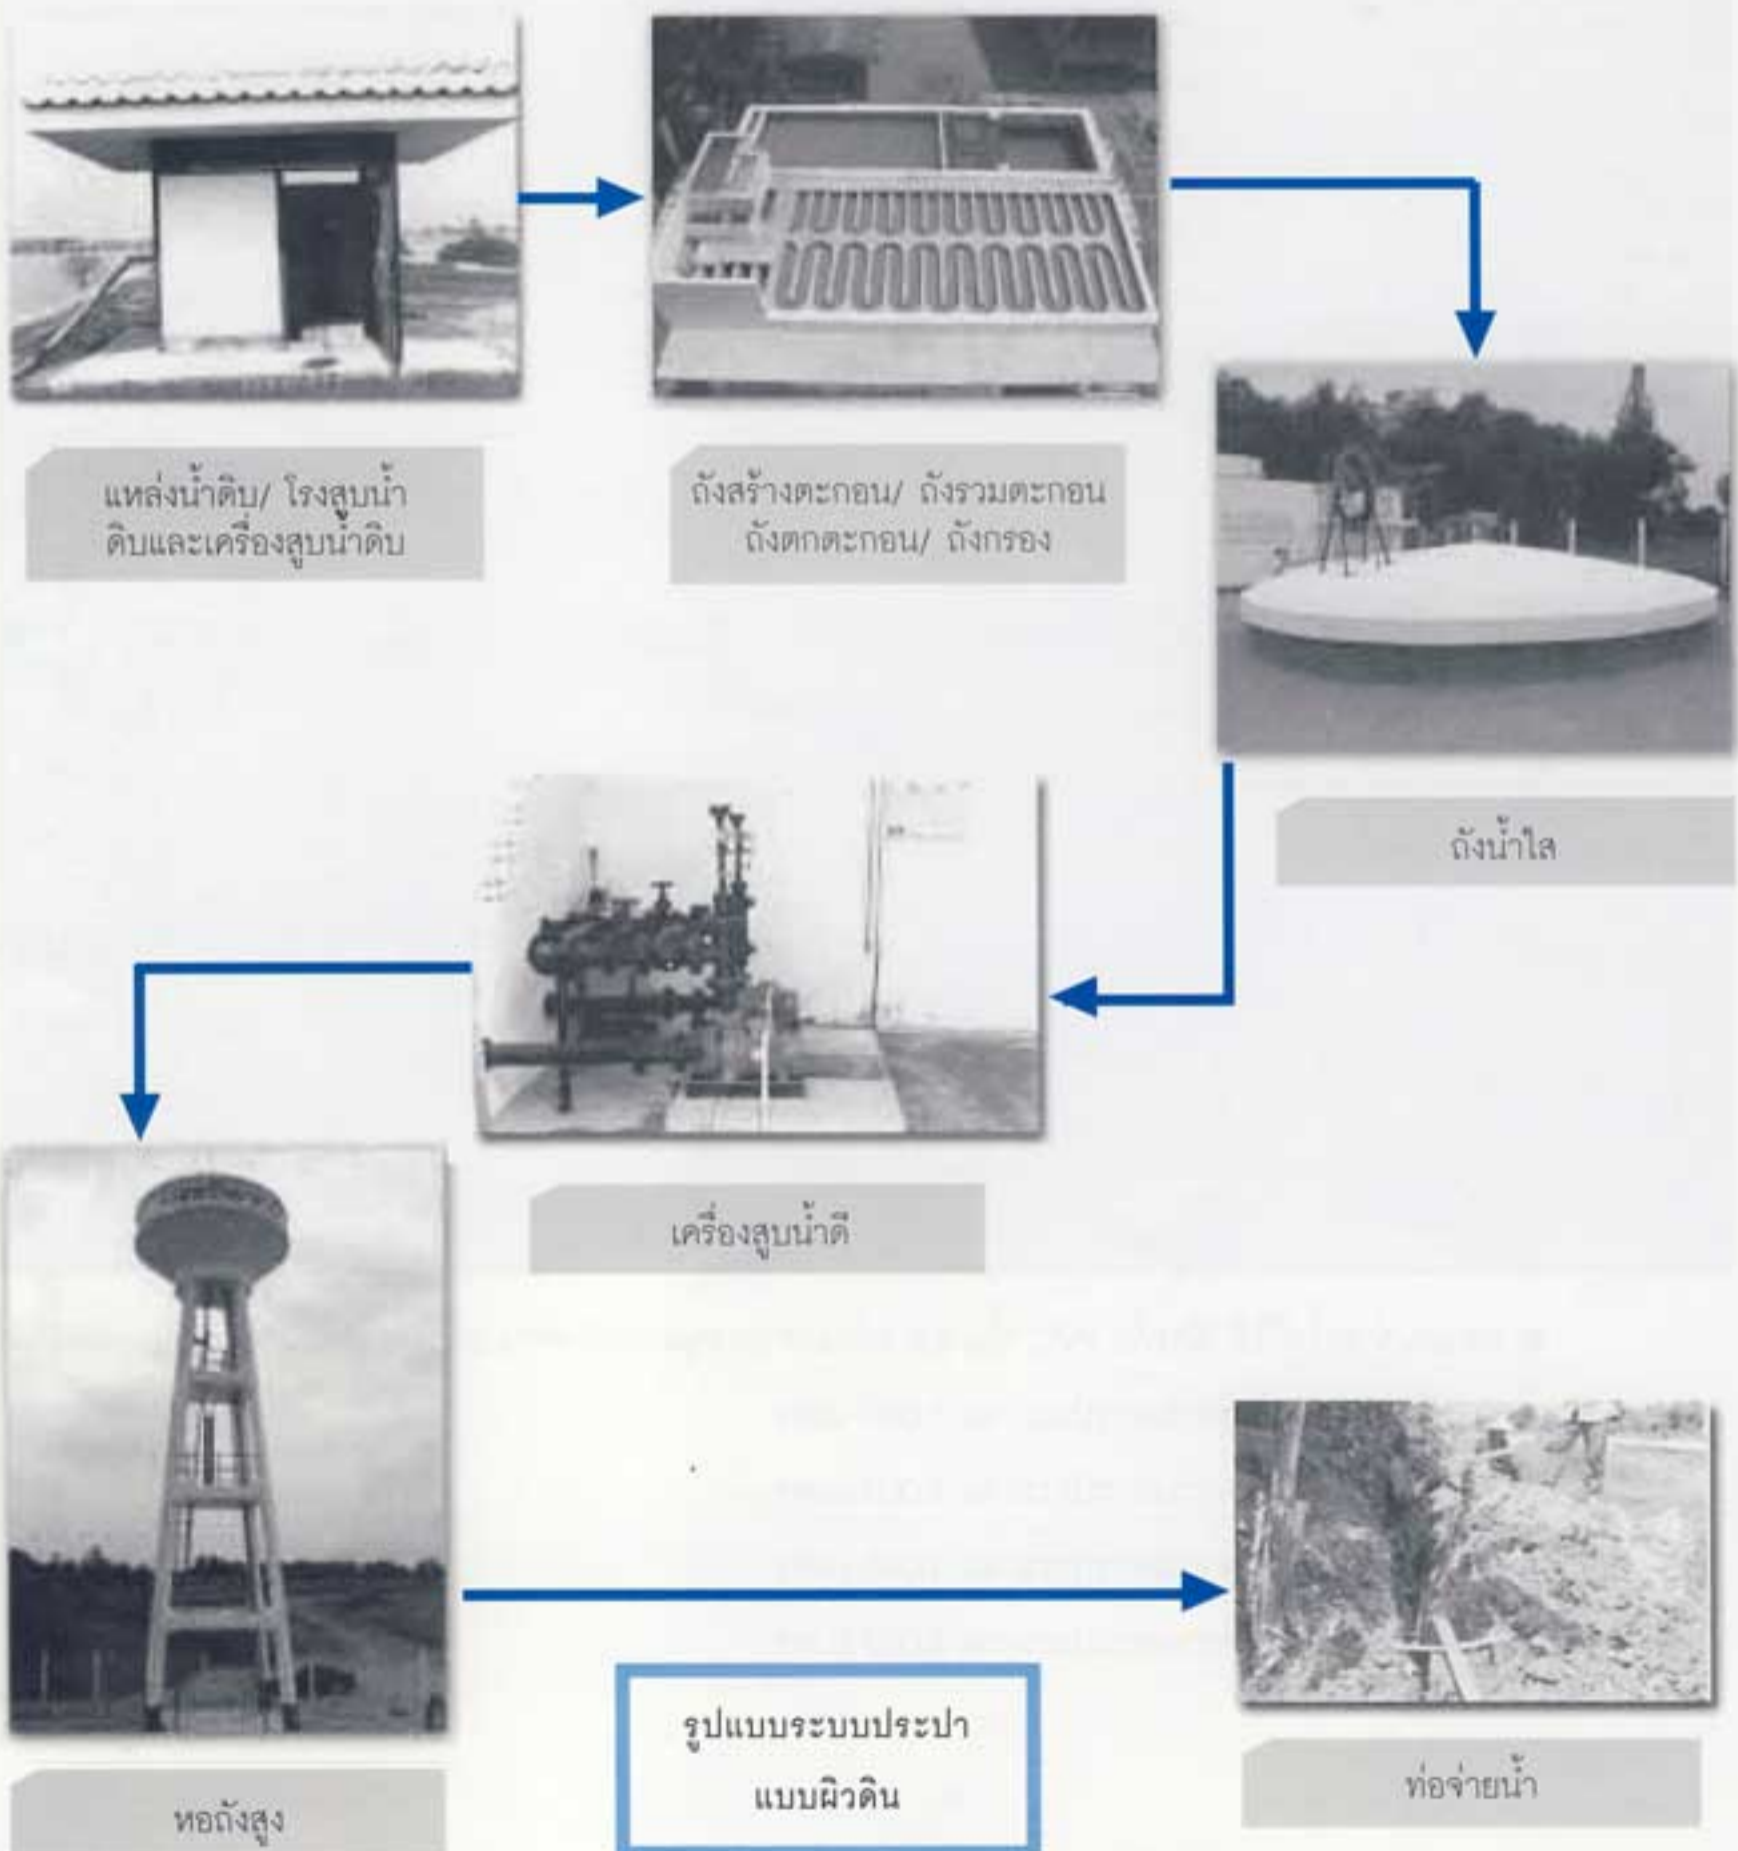 แหล่งน้ำดิบ/ โรงสูบน้ำ
ดิบและเครื่องสูบน้ำดิบ
ถังสร้างตะกอน/ ถังรวมตะกอน
ถังตกตะกอน/ ถังกรอง
ถังน้ำใส
เครื่องสูบน้ำดี
หอถังสูง
รูปแบบระบบประปา
แบบผิวดิน
ท่อจ่ายน้ำ